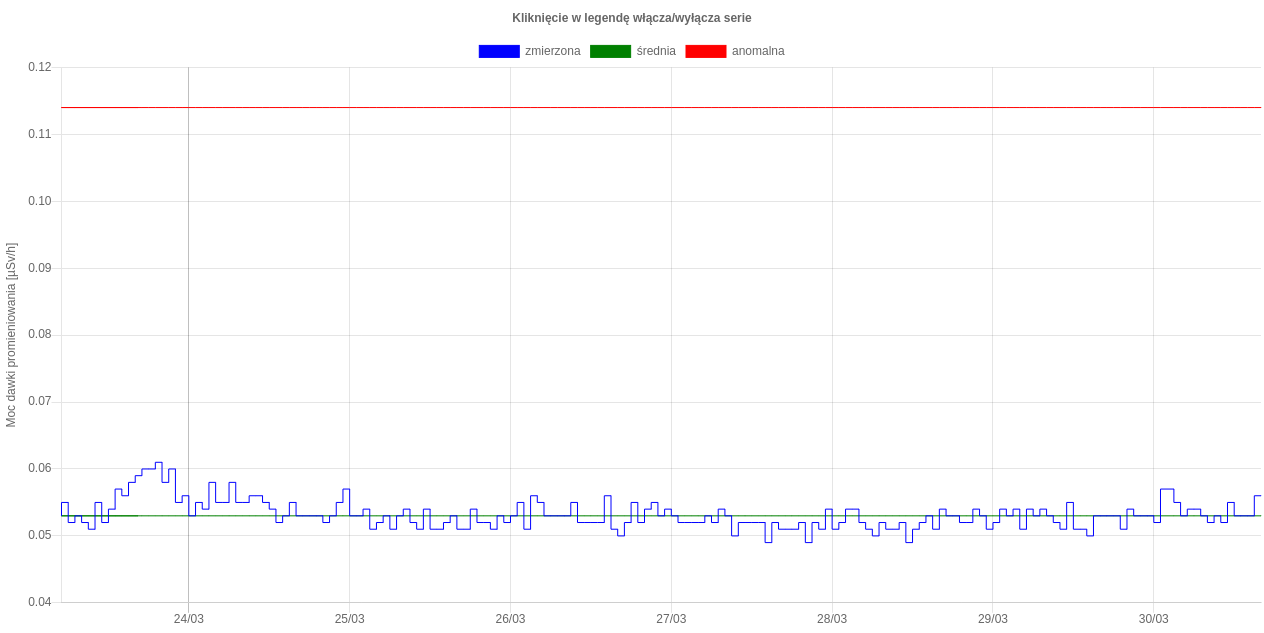 Kliknięcie w legendę włącza/wyłącza serie
zmierzona średnia anomalna
Moc dawki promieniowania [µSv/h]
0.12
0.11
0.10
0.09
0.08
0.07
0.06
0.05
0.04
24/03 25/03 26/03 27/03 28/03 29/03 30/03